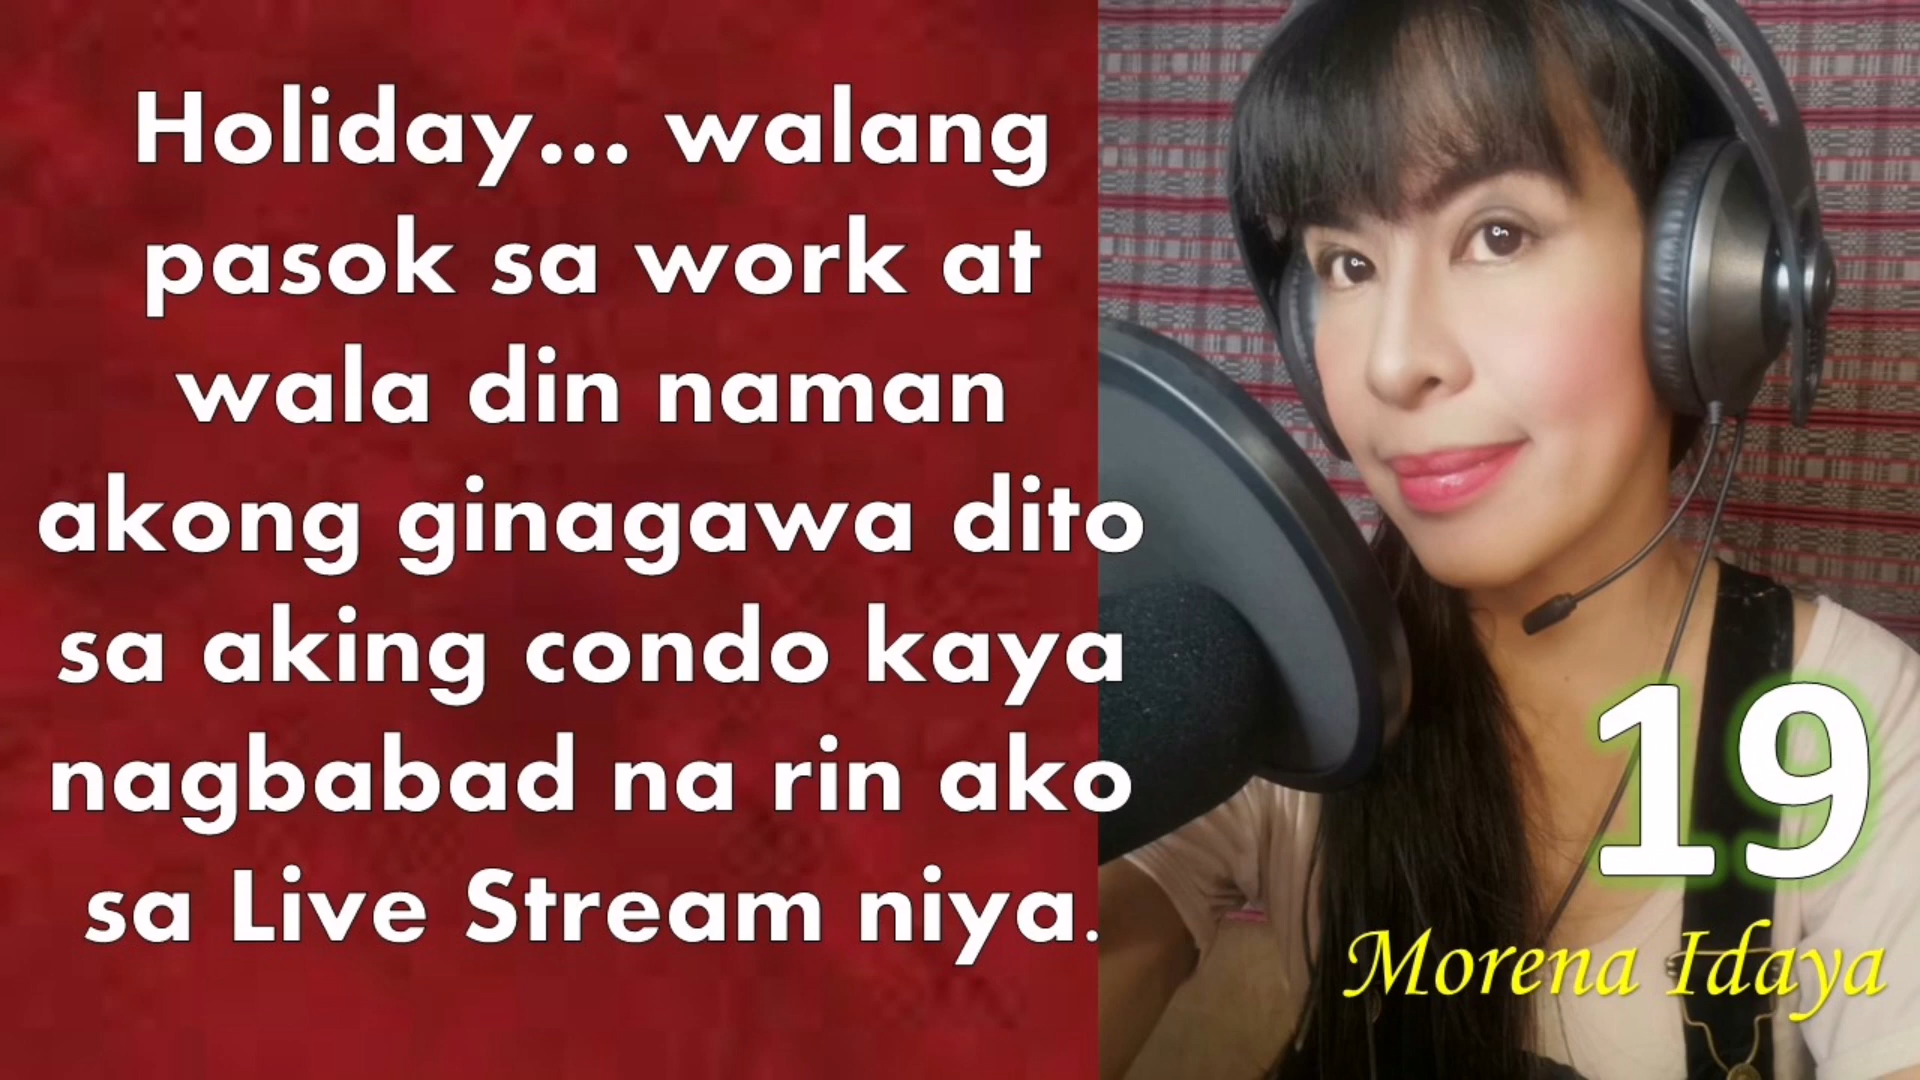 Holiday... walang
pasok sa work at
wala din naman
akong ginagawa dito
sa aking condo kaya
nagbabad na rin ako
sa Live Stream niya.
19
Morena Idaya